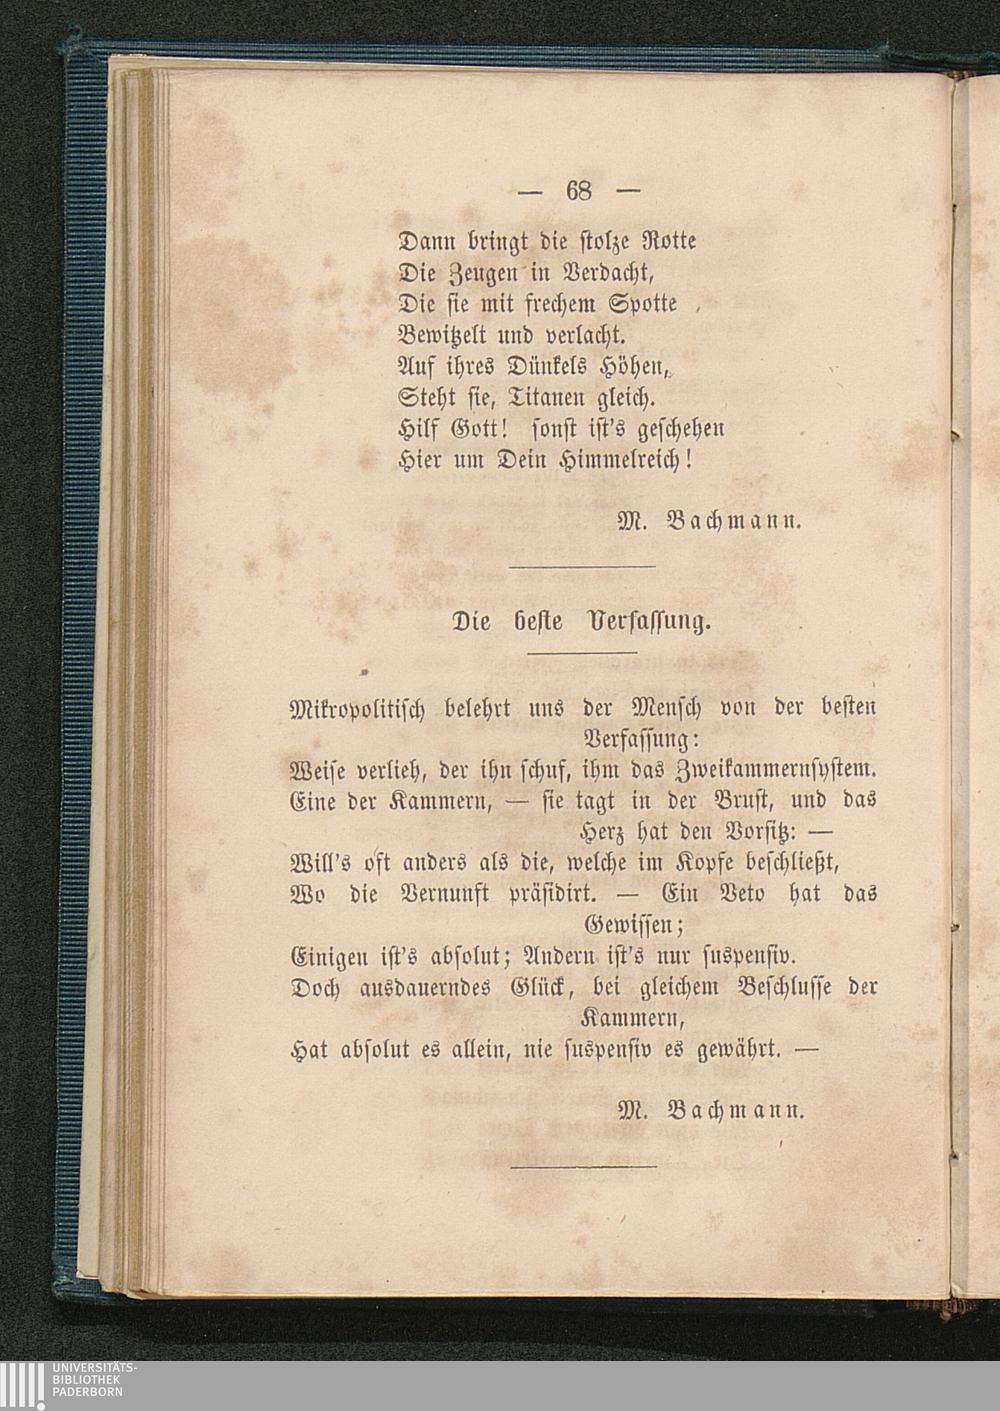 — 68 —
Dann bringt die stolze Rotte
Die Zeugen in Verdacht,
Die sie mit frechem Spotte
Bewitzelt und verlacht.
Auf ihres Dünkels Höhen,
Steht sie, Titanen gleich.
Hilf Gott! sonst ist's geschehen
Hier um Dein Himmelreich!
M. Bachmann.
Die beste Verfassung.
Mikropolitisch belehrt uns der Mensch von der besten
Verfassung:
Weise verlieh, der ihn schuf, ihm das Zweikammernsystem.
Eine der Kammern, — sie tagt in der Brust, und das
Herz hat den Vorsitz: —
Will's oft anders als die, welche im Kopfe beschließt,
Wo die Vernunft präsidirt. — Ein Veto hat das
Gewissen;
Einigen ist's absolut; Andern ist's nur suspensiv.
Doch ausdauerndes Glück, bei gleichem Beschlusse der
Kammern,
Hat absolut es allein, nie suspensiv es gewährt. —
M. Bachmann.
UNIVERSITÄTS-
BIBLIOTHEK
PADERBORN